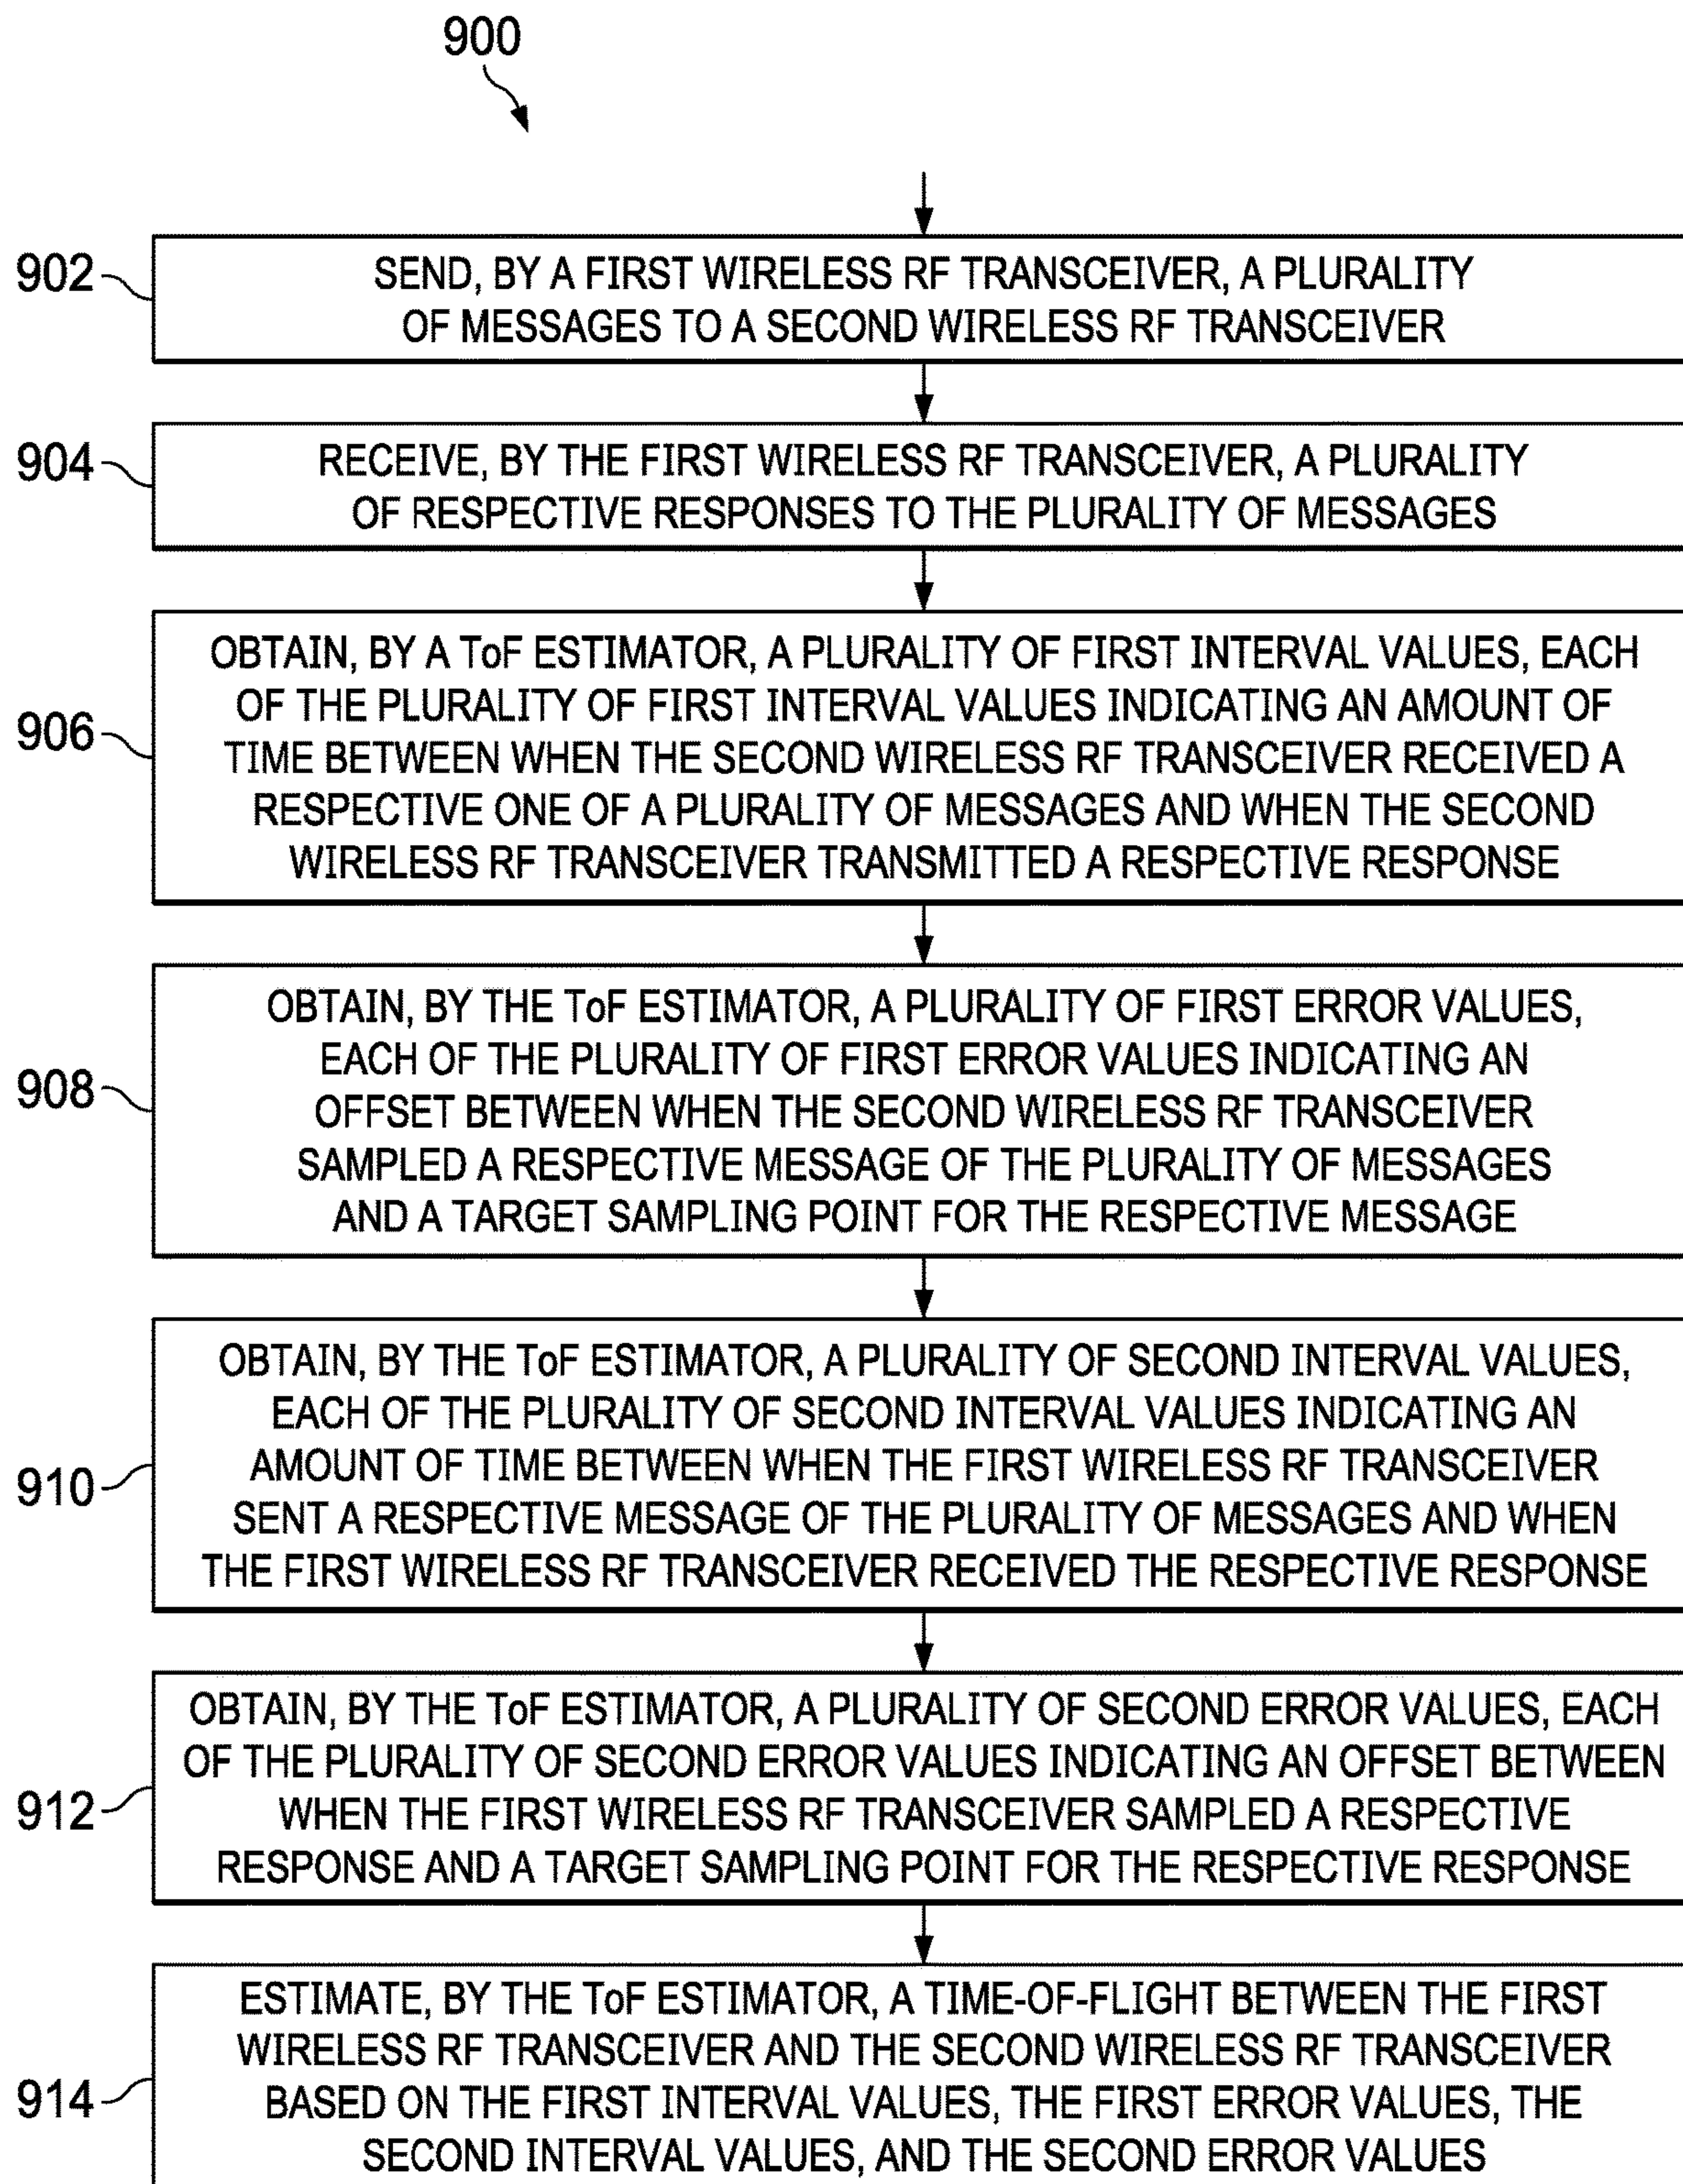 900
902
SEND, BY A FIRST WIRELESS RF TRANSCEIVER, A PLURALITY
OF MESSAGES TO A SECOND WIRELESS RF TRANSCEIVER
904
RECEIVE, BY THE FIRST WIRELESS RF TRANSCEIVER, A PLURALITY
OF RESPECTIVE RESPONSES TO THE PLURALITY OF MESSAGES
906
OBTAIN, BY A ToF ESTIMATOR, A PLURALITY OF FIRST INTERVAL VALUES, EACH
OF THE PLURALITY OF FIRST INTERVAL VALUES INDICATING AN AMOUNT OF
TIME BETWEEN WHEN THE SECOND WIRELESS RF TRANSCEIVER RECEIVED A
RESPECTIVE ONE OF A PLURALITY OF MESSAGES AND WHEN THE SECOND
WIRELESS RF TRANSCEIVER TRANSMITTED A RESPECTIVE RESPONSE
908
OBTAIN, BY THE ToF ESTIMATOR, A PLURALITY OF FIRST ERROR VALUES,
EACH OF THE PLURALITY OF FIRST ERROR VALUES INDICATING AN
OFFSET BETWEEN WHEN THE SECOND WIRELESS RF TRANSCEIVER
SAMPLED A RESPECTIVE MESSAGE OF THE PLURALITY OF MESSAGES
AND A TARGET SAMPLING POINT FOR THE RESPECTIVE MESSAGE
910
OBTAIN, BY THE ToF ESTIMATOR, A PLURALITY OF SECOND INTERVAL VALUES,
EACH OF THE PLURALITY OF SECOND INTERVAL VALUES INDICATING AN
AMOUNT OF TIME BETWEEN WHEN THE FIRST WIRELESS RF TRANSCEIVER
SENT A RESPECTIVE MESSAGE OF THE PLURALITY OF MESSAGES AND WHEN
THE FIRST WIRELESS RF TRANSCEIVER RECEIVED THE RESPECTIVE RESPONSE
912
OBTAIN, BY THE ToF ESTIMATOR, A PLURALITY OF SECOND ERROR VALUES, EACH
OF THE PLURALITY OF SECOND ERROR VALUES INDICATING AN OFFSET BETWEEN
WHEN THE FIRST WIRELESS RF TRANSCEIVER SAMPLED A RESPECTIVE
RESPONSE AND A TARGET SAMPLING POINT FOR THE RESPECTIVE RESPONSE
914
ESTIMATE, BY THE ToF ESTIMATOR, A TIME-OF-FLIGHT BETWEEN THE FIRST
WIRELESS RF TRANSCEIVER AND THE SECOND WIRELESS RF TRANSCEIVER
BASED ON THE FIRST INTERVAL VALUES, THE FIRST ERROR VALUES, THE
SECOND INTERVAL VALUES, AND THE SECOND ERROR VALUES